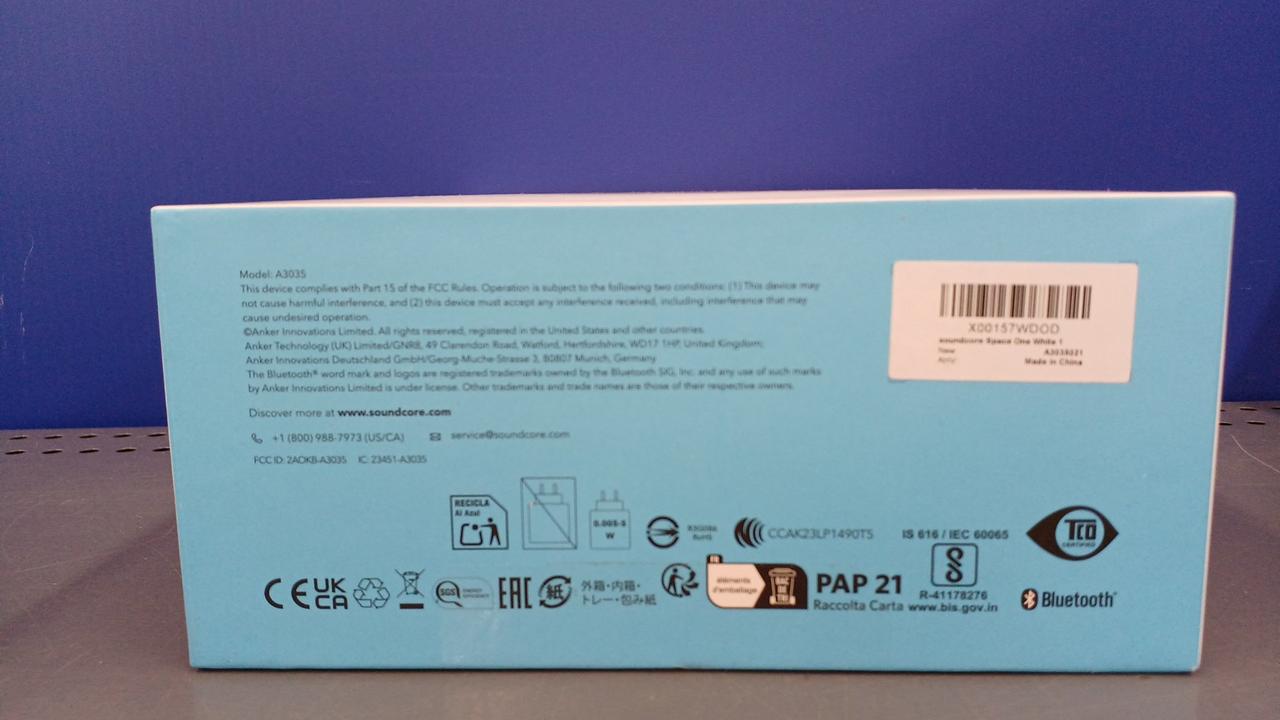 Model: A3035
This device complies with Part 15 of the FCC Rules. Operation is subject to the following two conditions: (1) This device may
not cause harmful interference, and (2) this device must accept any interference received, including interference that may
cause undesired operation.
©Anker Innovations Limited. All rights reserved, registered in the United States and other countries.
Anker Technology (UK) Limited/GNR8, 49 Clarendon Road, Watford, Hertfordshire, WD17 1HP, United Kingdom;
Anker Innovations Deutschland GmbH/Georg-Muche-Strasse 3, 80807 Munich, Germany
The Bluetooth® word mark and logos are registered trademarks owned by the Bluetooth SIG, Inc. and any use of such marks
by Anker Innovations Limited is under license. Other trademarks and trade names are those of their respective owners.
Discover more at www.soundcore.com
+1 (800) 988-7973 (US/CA) service@soundcore.com
FCC ID: 2AOKB-A3035 IC: 23451-A3035
X00157WDOD
soundcore Space One White 1
New A3035021
Made in China
RECICLA
Al Azul
0.005-5
W
CCAK23LP1490T5
IS 616 / IEC 60065
R-41178276
www.bis.gov.in
TCO
CERTIFIED
CE UK
CA
SGS ENERGY
EFFICIENCY
EAC
紙
外箱・内箱・
トレー・包み紙
FR
éléments
d'emballage
BAC
DE
TRI
PAP 21
Raccolta Carta
Bluetooth®